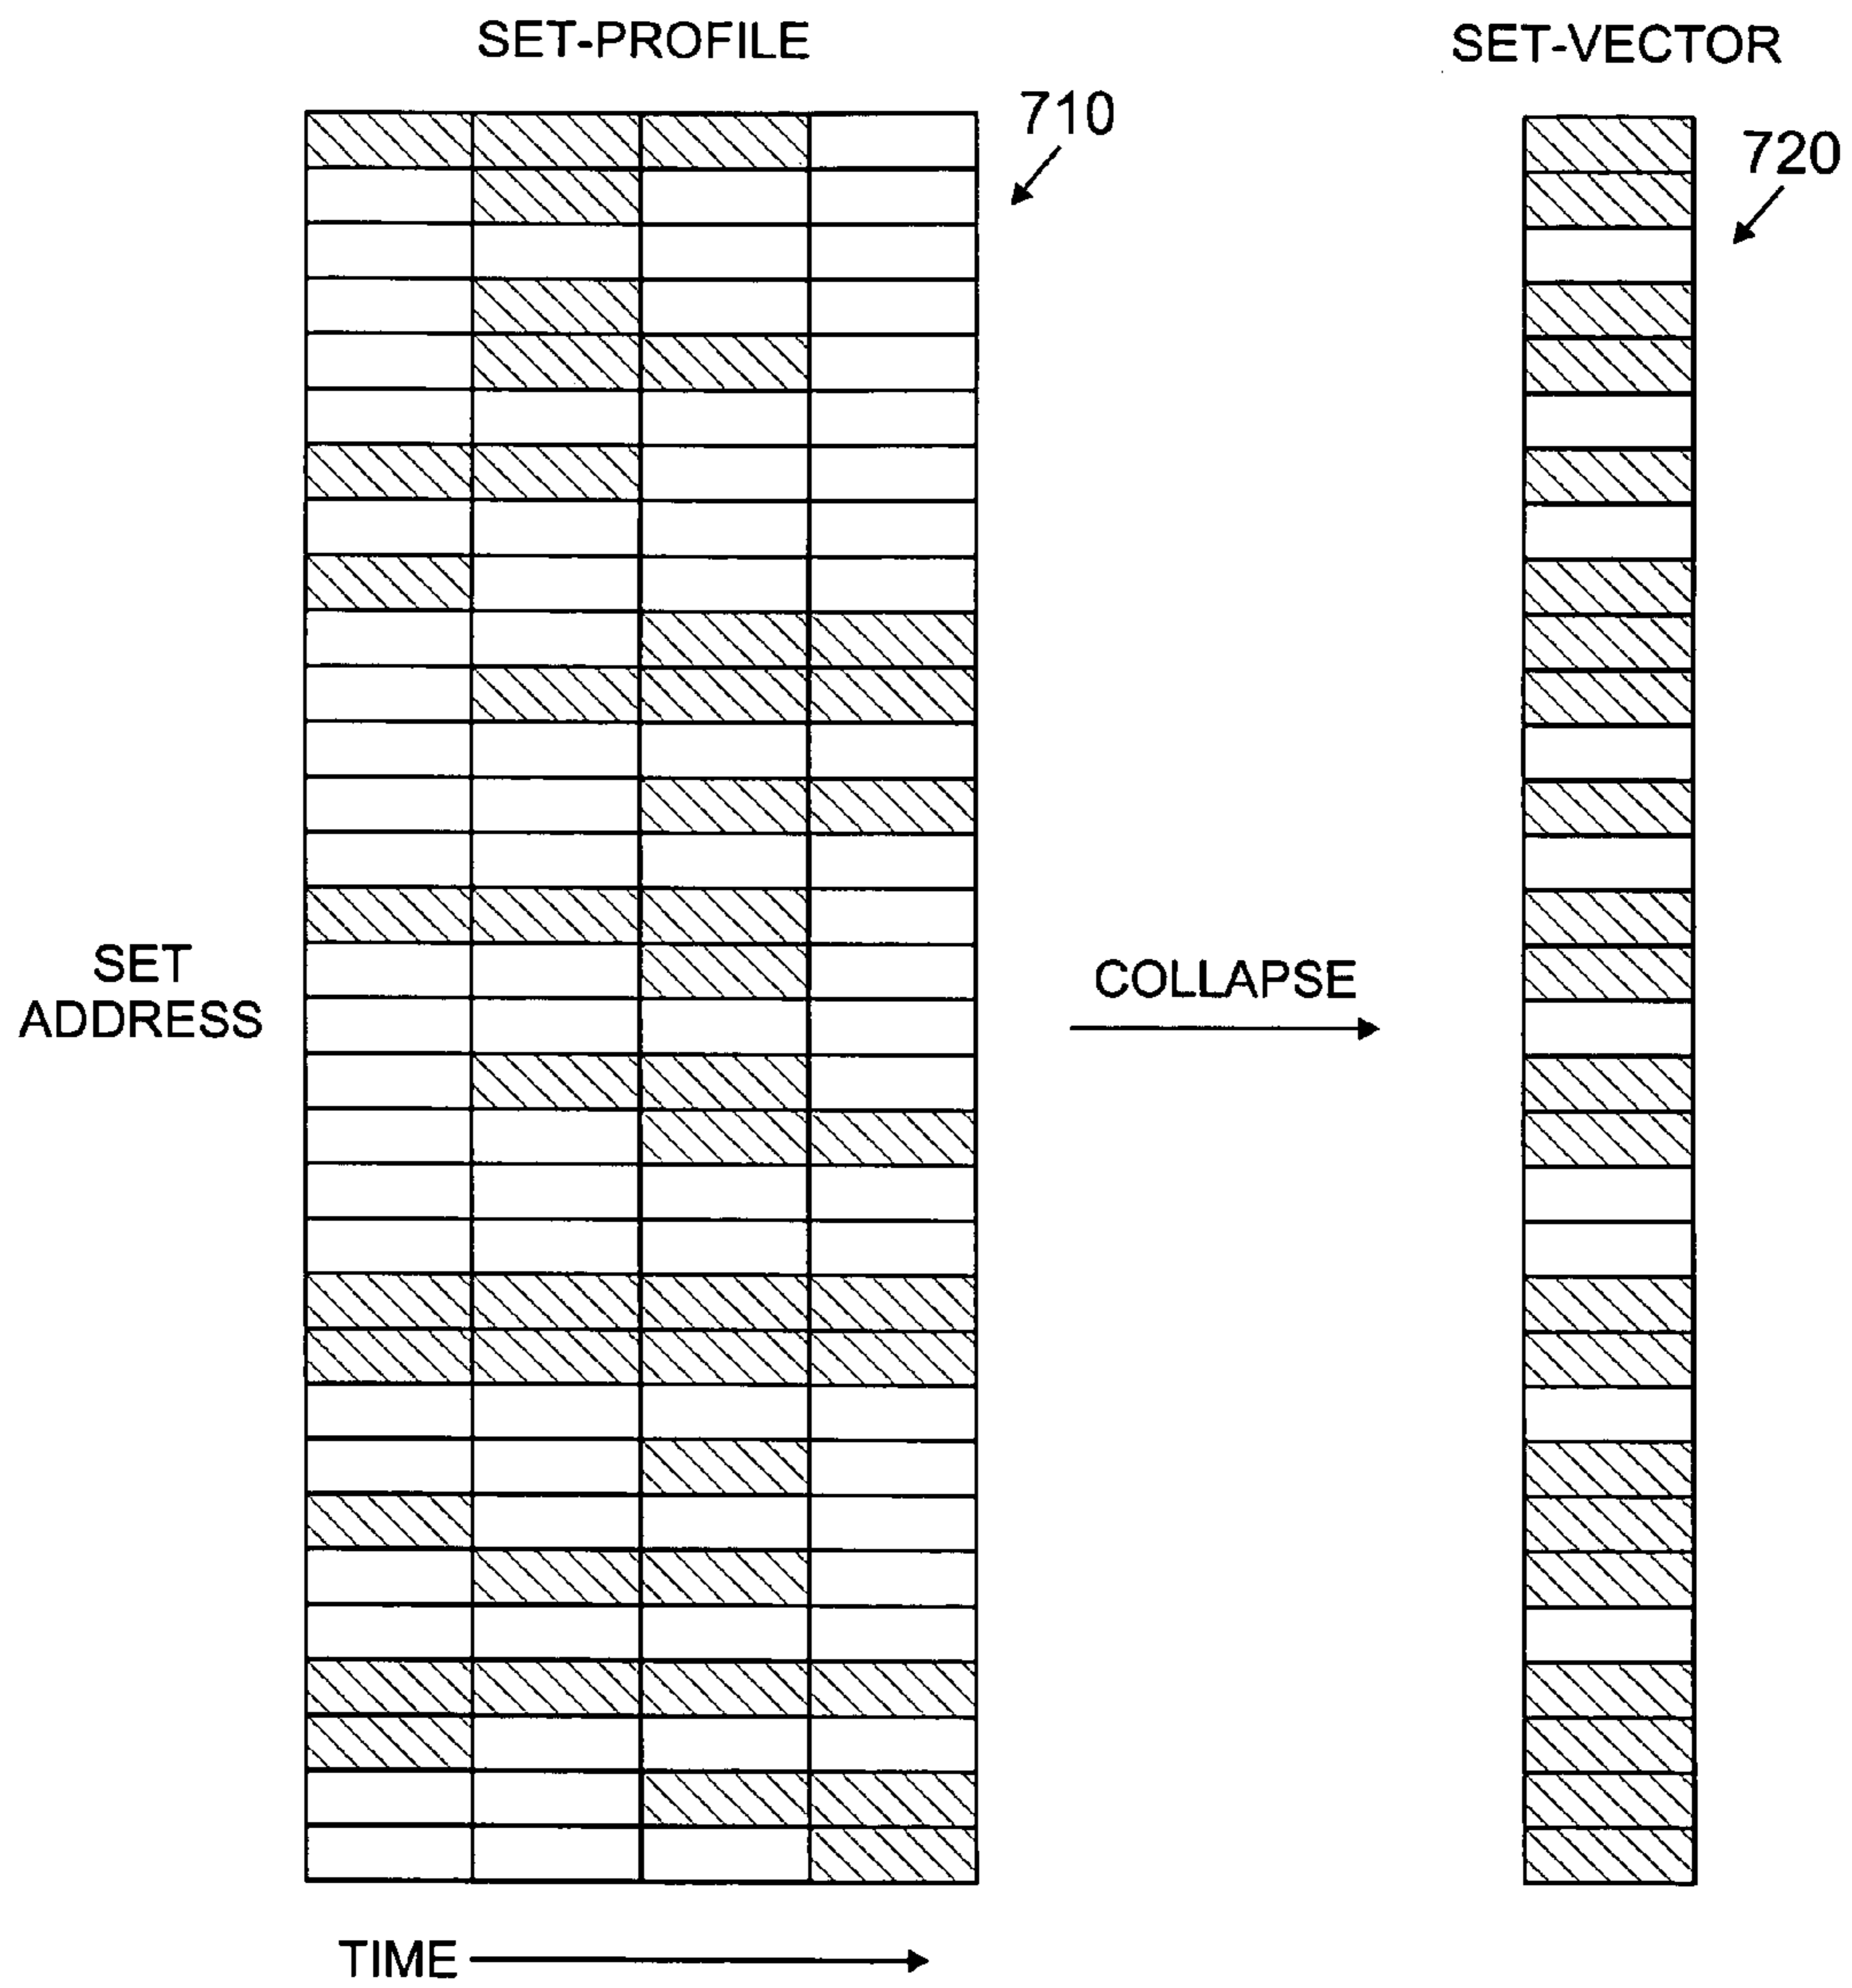 SET-PROFILE
SET-VECTOR
710
720
SET
ADDRESS
COLLAPSE
TIME